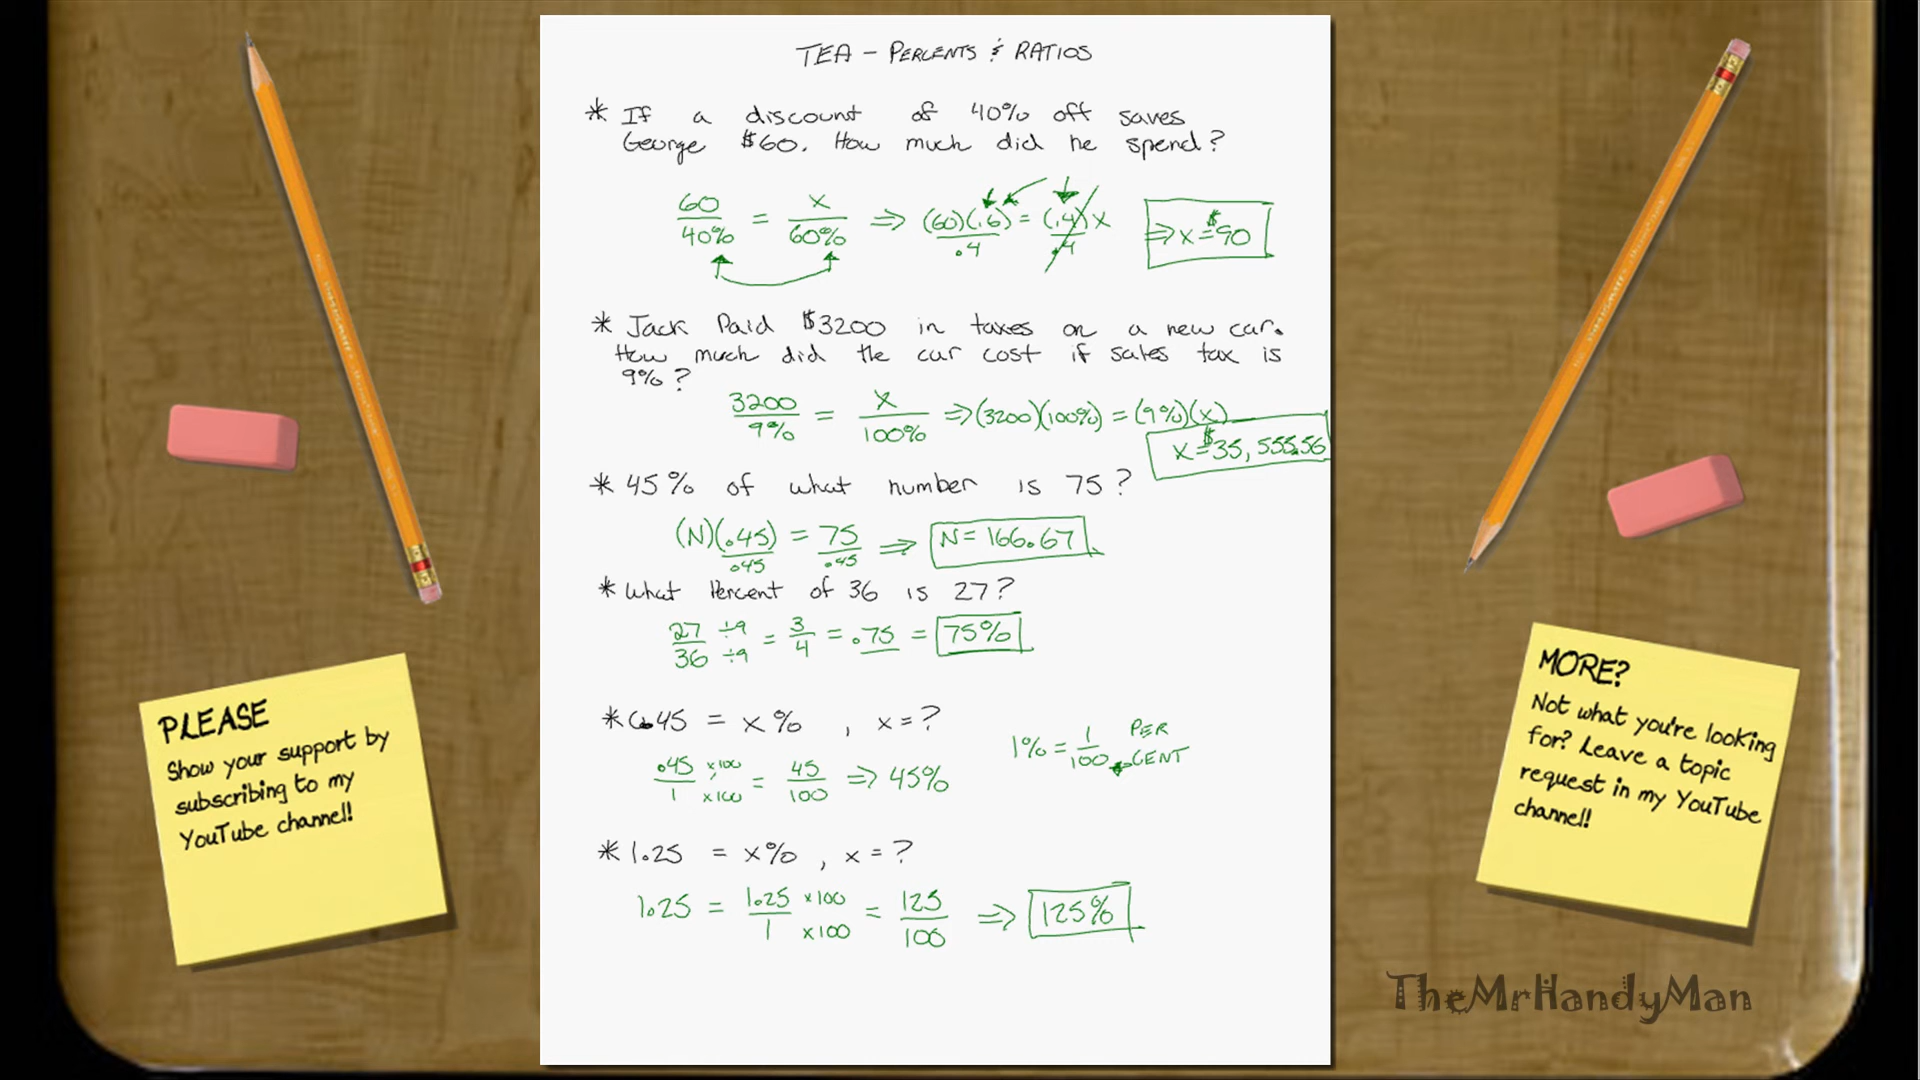 TEA – PERCENTS & RATIOS
* If a discount of 40% off saves
George $60. How much did he spend?
60/40% = x/60% ⇒ (60)(.6)/.4 = (.4)x/.4 ⇒ x = $90
* Jack Paid $3200 in taxes on a new car.
How much did the car cost if sales tax is
9%?
3200/9% = x/100% ⇒ (3200)(100%) = (9%)(x)
x = $35,555.56
* 45% of what number is 75?
(N)(.45)/.45 = 75/.45 ⇒ N = 166.67
* What Percent of 36 is 27?
27/36 ÷9/÷9 = 3/4 = .75 = 75%
* .45 = x%, x = ?
.45/1 x100/x100 = 45/100 ⇒ 45%
1% = 1/100 PER CENT
* 1.25 = x%, x = ?
1.25 = 1.25/1 x100/x100 = 125/100 ⇒ 125%
PLEASE
Show your support by
subscribing to my
YouTube channel!
MORE?
Not what you're looking
for? Leave a topic
request in my YouTube
channel!
TheMrHandyMan